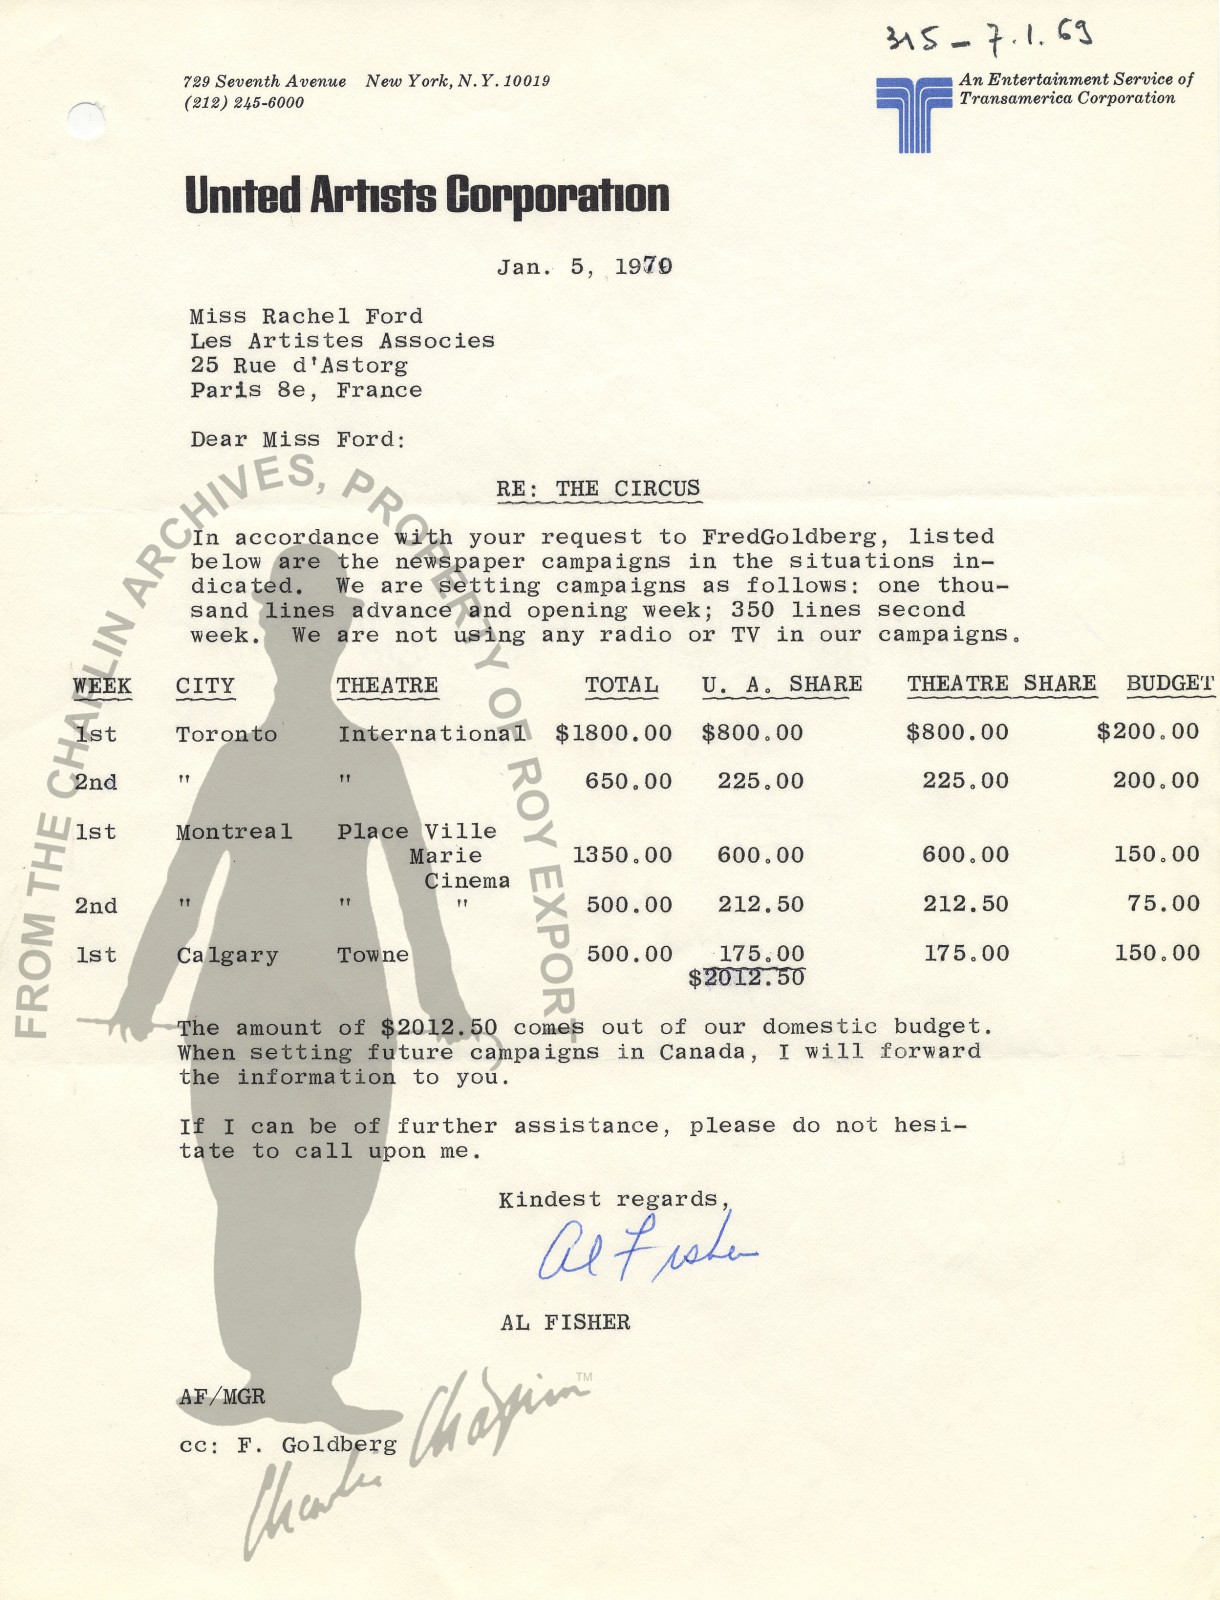 315 - 7.1.69
729 Seventh Avenue New York, N.Y. 10019
(212) 245-6000
An Entertainment Service of
Transamerica Corporation
United Artists Corporation
Jan. 5, 1970
Miss Rachel Ford
Les Artistes Associes
25 Rue d'Astorg
Paris 8e, France
Dear Miss Ford:
RE: THE CIRCUS
In accordance with your request to FredGoldberg, listed
below are the newspaper campaigns in the situations in-
dicated. We are setting campaigns as follows: one thou-
sand lines advance and opening week; 350 lines second
week. We are not using any radio or TV in our campaigns.
WEEK CITY THEATRE TOTAL U. A. SHARE THEATRE SHARE BUDGET
1st Toronto International $1800.00 $800.00 $800.00 $200.00
2nd " " 650.00 225.00 225.00 200.00
1st Montreal Place Ville
Marie 1350.00 600.00 600.00 150.00
Cinema
2nd " " " 500.00 212.50 212.50 75.00
1st Calgary Towne 500.00 175.00 175.00 150.00
$2012.50
The amount of $2012.50 comes out of our domestic budget.
When setting future campaigns in Canada, I will forward
the information to you.
If I can be of further assistance, please do not hesi-
tate to call upon me.
Kindest regards,
Al Fisher
AL FISHER
AF/MGR
cc: F. Goldberg
FROM THE CHAPLIN ARCHIVES, PROPERTY OF ROY EXPORT
Charlie Chaplin™